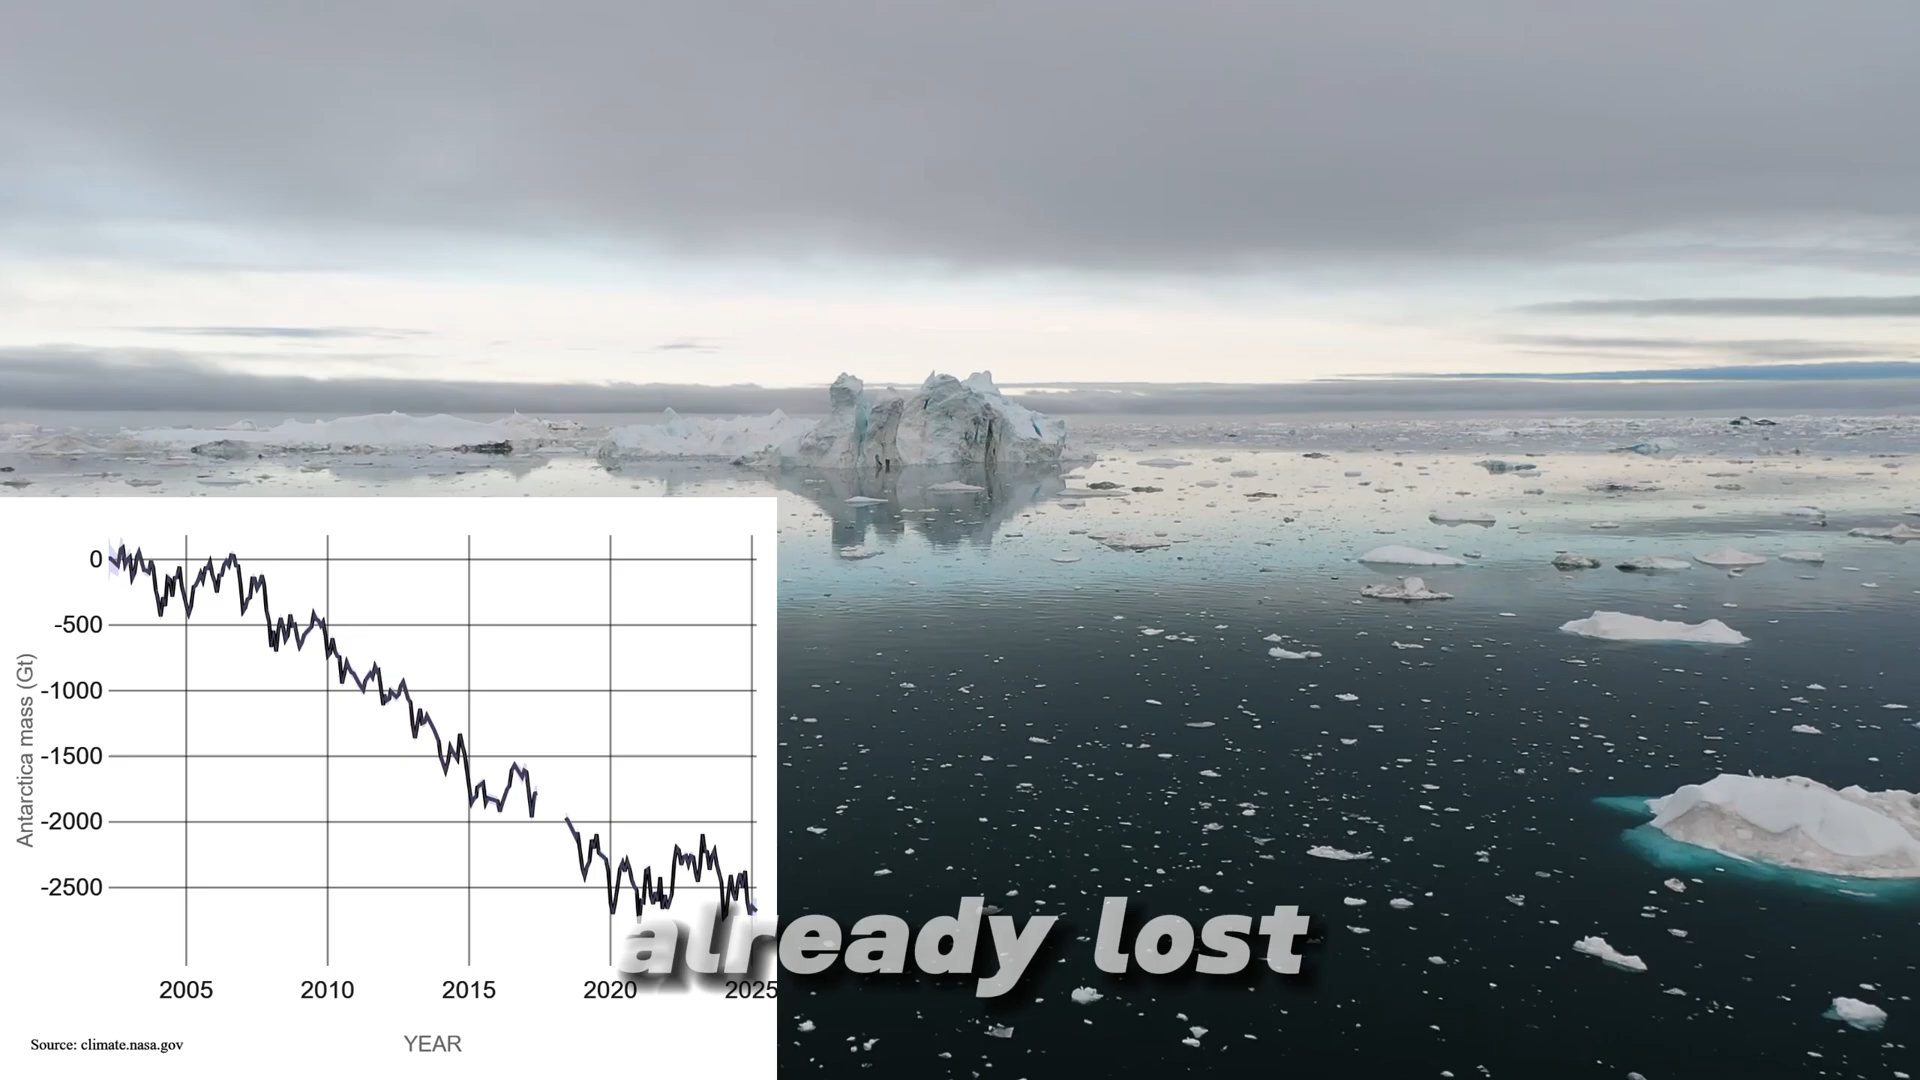 0
-500
-1000
-1500
-2000
-2500
Antarctica mass (Gt)
2005 2010 2015 2020 2025
YEAR
Source: climate.nasa.gov
already lost